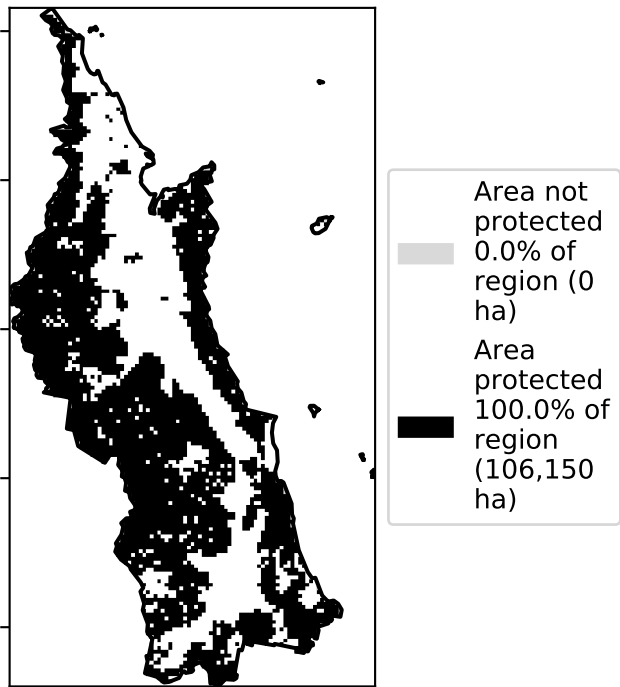 Area not
protected
0.0% of
region (0
ha)
Area
protected
100.0% of
region
(106,150
ha)